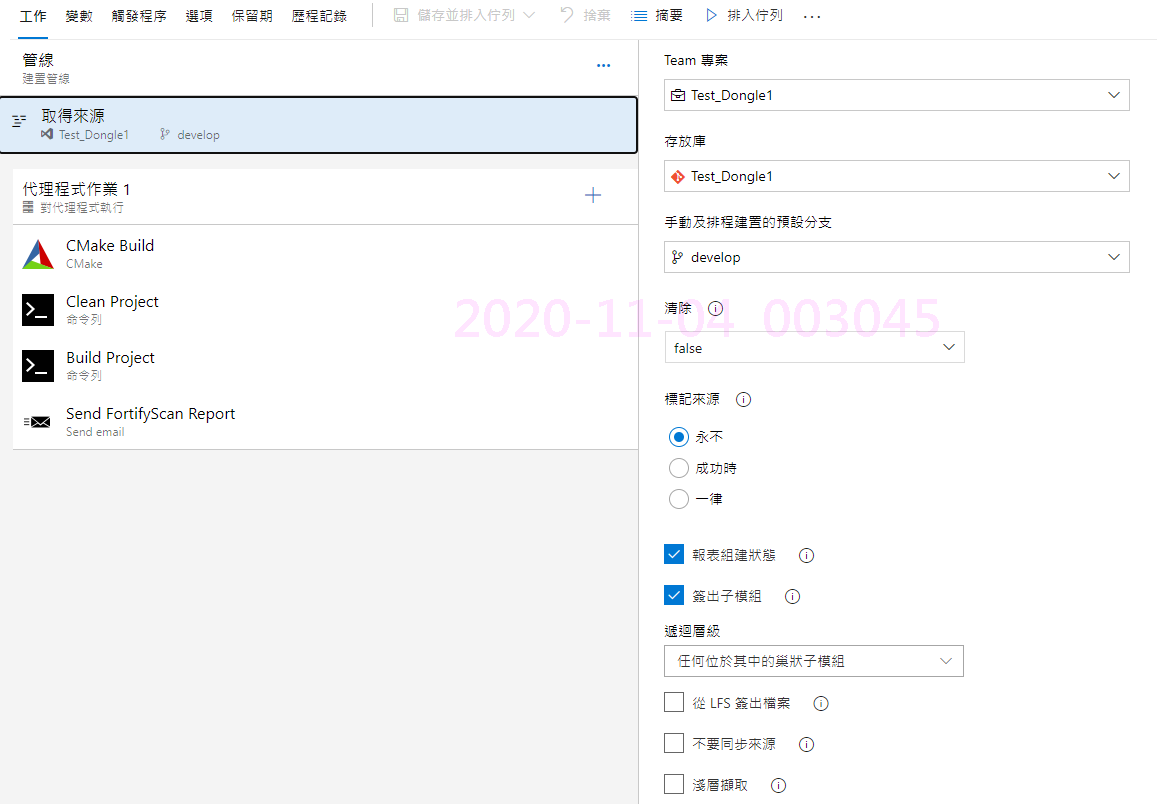 工作 變數 觸發程序 選項 保留期 歷程記錄 儲存並排入佇列 捨棄 摘要 排入佇列 ...
管線
建置管線
...
取得來源
Test_Dongle1 develop
代理程式作業 1
對代理程式執行
CMake Build
CMake
Clean Project
命令列
Build Project
命令列
Send FortifyScan Report
Send email
Team 專案
Test_Dongle1
存放庫
Test_Dongle1
手動及排程建置的預設分支
develop
2020-11-04 003045
清除
false
標記來源
永不
成功時
一律
報表組建狀態
簽出子模組
遞迴層級
任何位於其中的巢狀子模組
從 LFS 簽出檔案
不要同步來源
淺層擷取